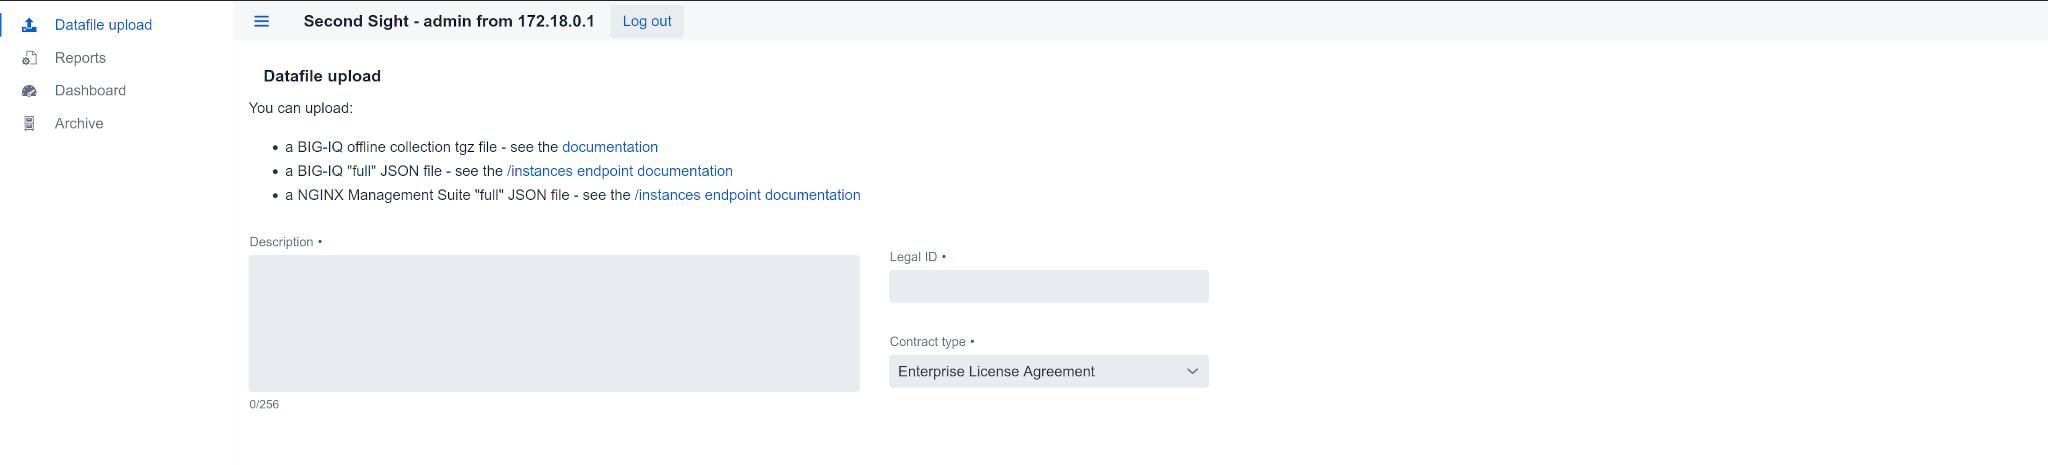 Datafile upload
Reports
Dashboard
Archive
Second Sight - admin from 172.18.0.1
Log out
Datafile upload
You can upload:
• a BIG-IQ offline collection tgz file - see the documentation
• a BIG-IQ "full" JSON file - see the /instances endpoint documentation
• a NGINX Management Suite "full" JSON file - see the /instances endpoint documentation
Description •
0/256
Legal ID •
Contract type •
Enterprise License Agreement